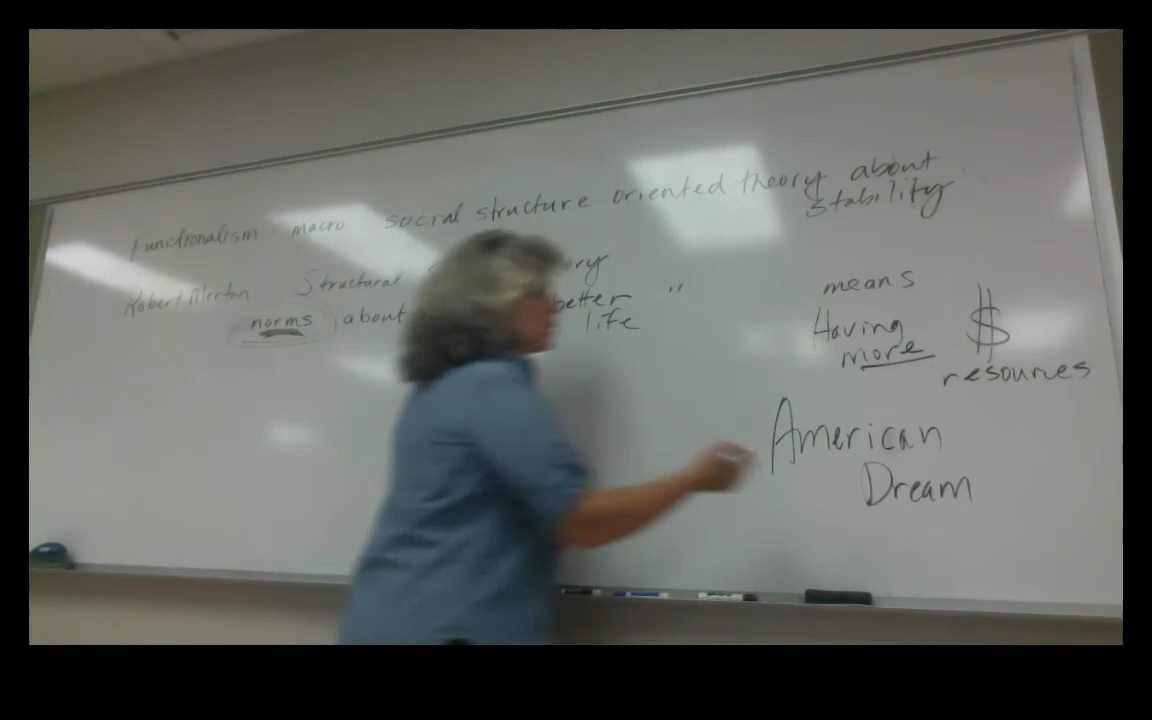 Functionalism macro social structure oriented theory about
stability
Robert Merton Structural ory
norms about better "
life
means
Having $
more
resources
American
Dream